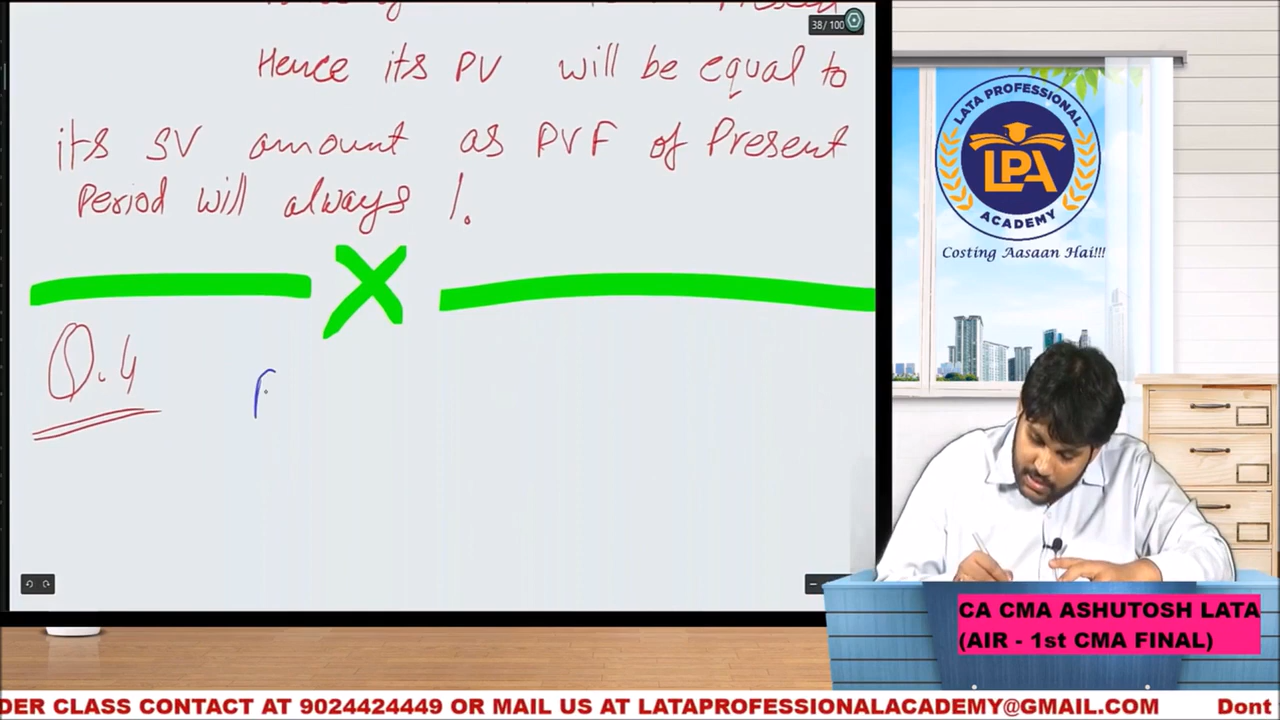 38/100
Hence its PV will be equal to
its SV amount as PVF of Present
Period will always 1.
Q.4
LATA PROFESSIONAL
LPA
ACADEMY
Costing Aasaan Hai!!!
CA CMA ASHUTOSH LATA
(AIR - 1st CMA FINAL)
DER CLASS CONTACT AT 9024424449 OR MAIL US AT LATAPROFESSIONALACADEMY@GMAIL.COM Dont